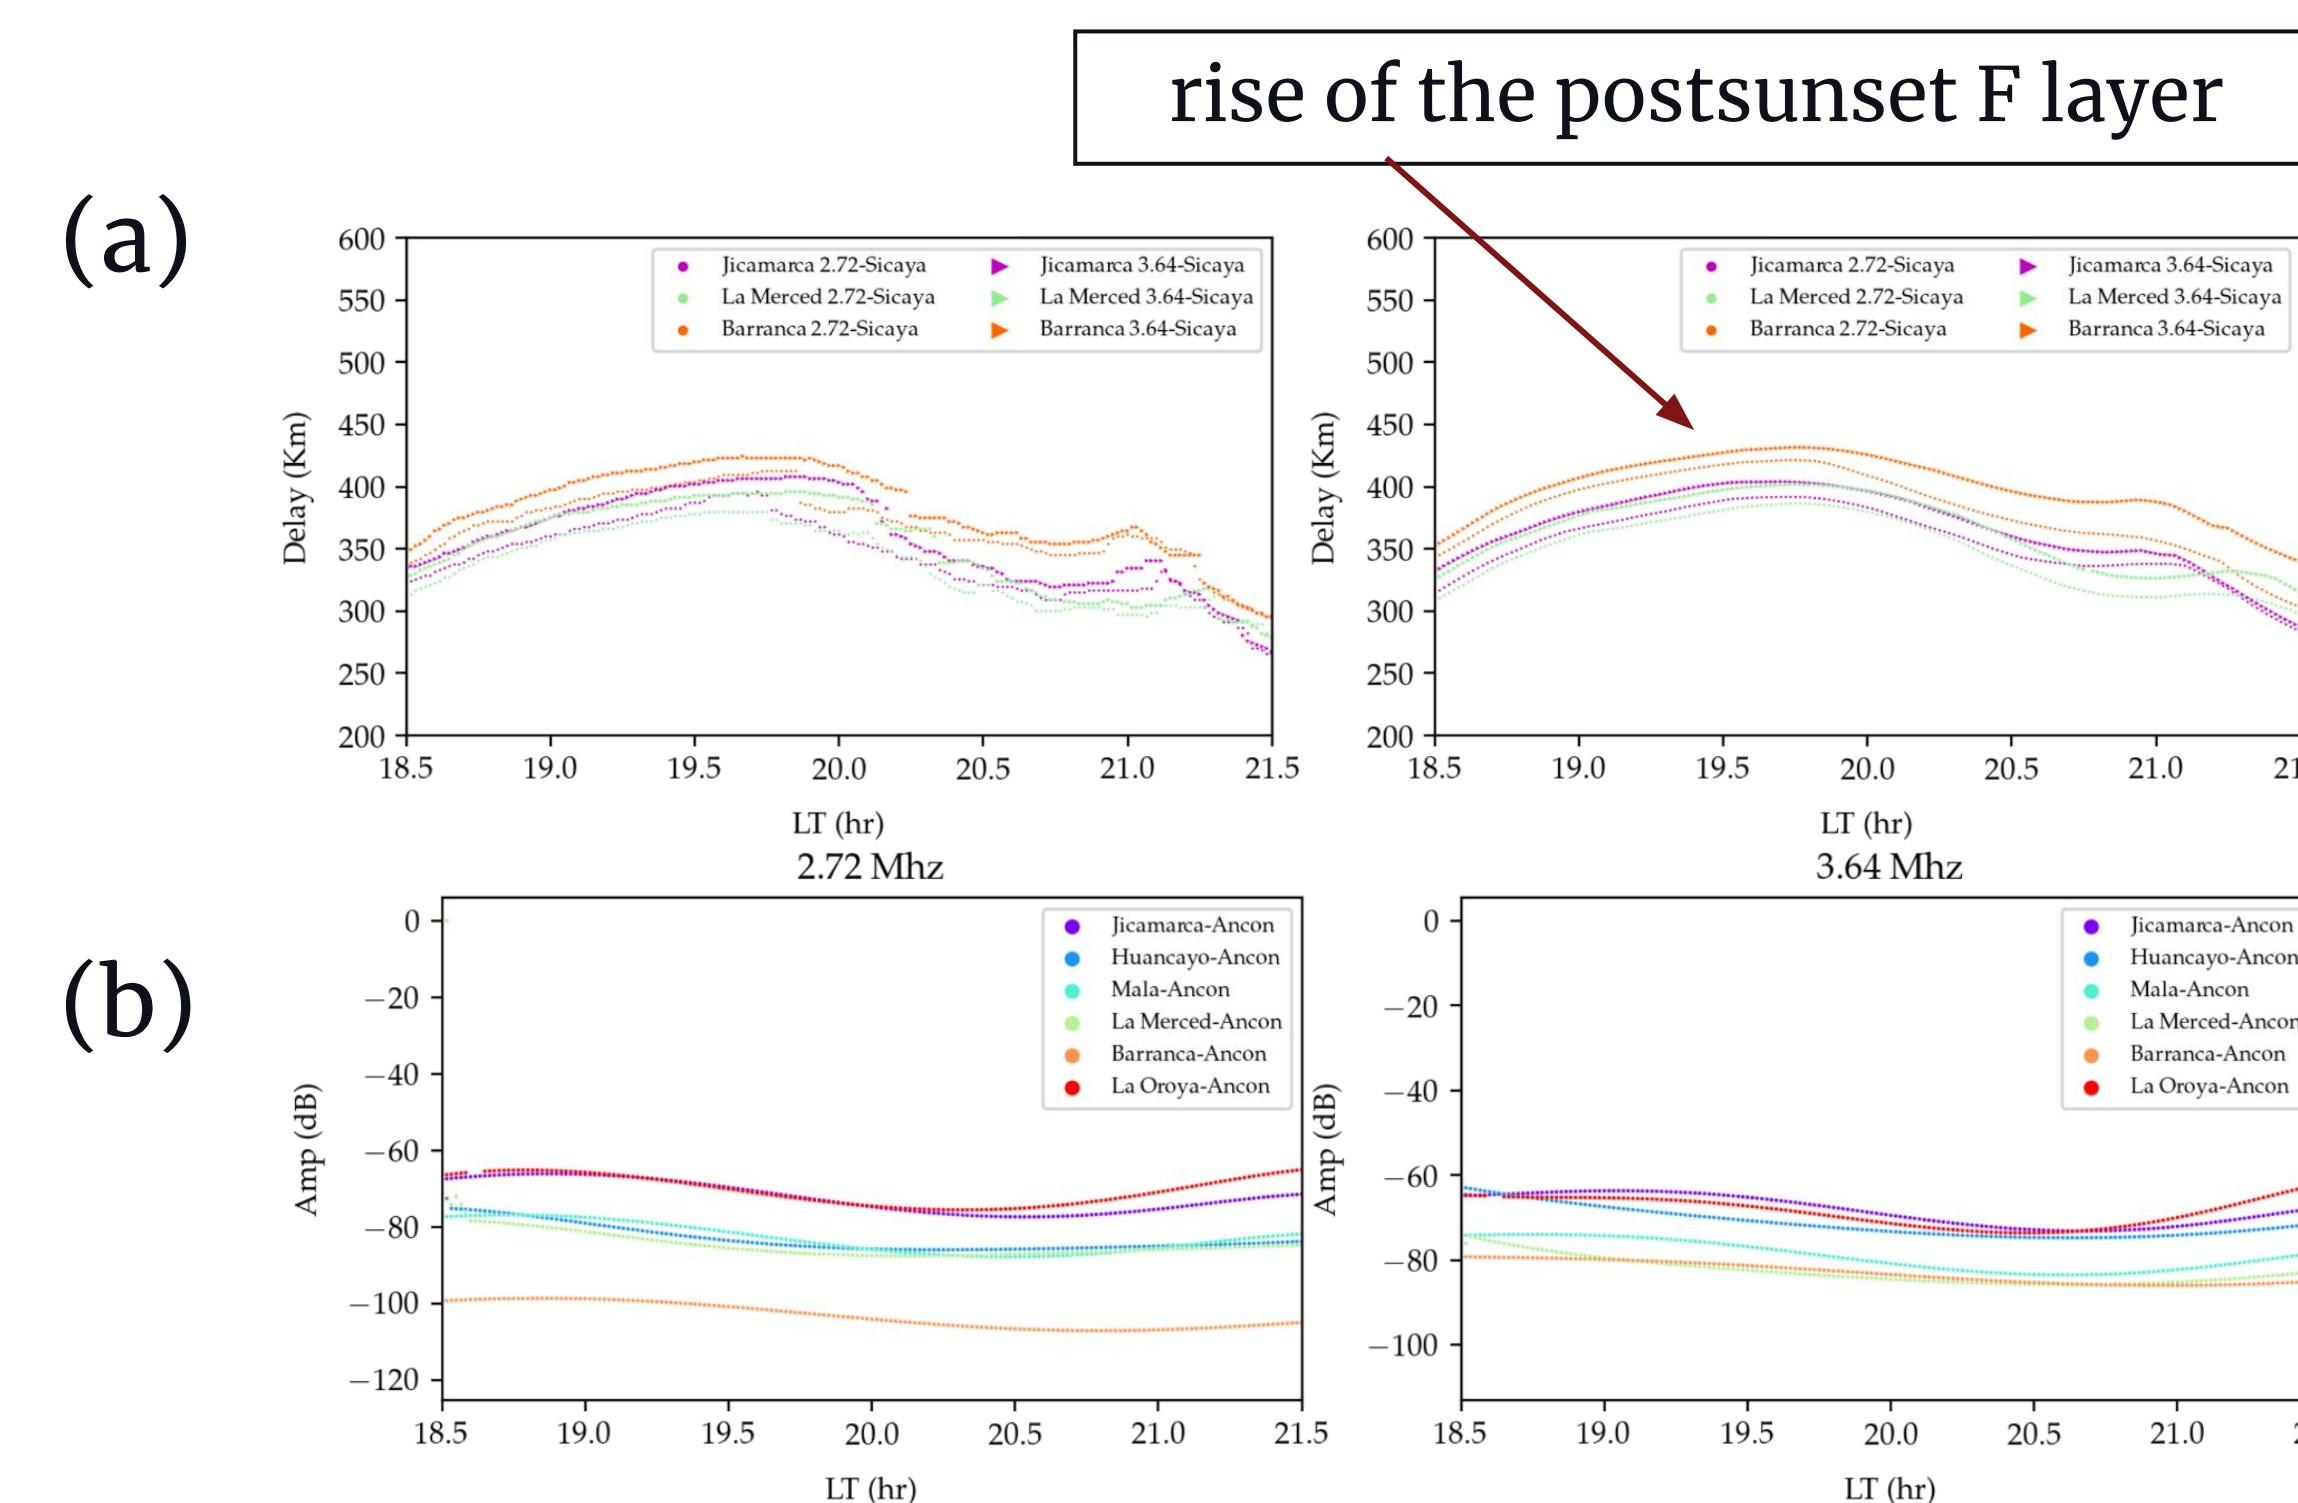 rise of the postsunset F layer
(a)
600
550
500
450
400
350
300
250
200
Delay (Km)
Jicamarca 2.72-Sicaya
La Merced 2.72-Sicaya
Barranca 2.72-Sicaya
Jicamarca 3.64-Sicaya
La Merced 3.64-Sicaya
Barranca 3.64-Sicaya
18.5 19.0 19.5 20.0 20.5 21.0 21.5
LT (hr)
600
550
500
450
400
350
300
250
200
Delay (Km)
Jicamarca 2.72-Sicaya
La Merced 2.72-Sicaya
Barranca 2.72-Sicaya
Jicamarca 3.64-Sicaya
La Merced 3.64-Sicaya
Barranca 3.64-Sicaya
18.5 19.0 19.5 20.0 20.5 21.0 21
LT (hr)
(b)
2.72 Mhz
0
−20
−40
−60
−80
−100
−120
Amp (dB)
Jicamarca-Ancon
Huancayo-Ancon
Mala-Ancon
La Merced-Ancon
Barranca-Ancon
La Oroya-Ancon
18.5 19.0 19.5 20.0 20.5 21.0 21.5
LT (hr)
3.64 Mhz
0
−20
−40
−60
−80
−100
Amp (dB)
Jicamarca-Ancon
Huancayo-Ancon
Mala-Ancon
La Merced-Ancon
Barranca-Ancon
La Oroya-Ancon
18.5 19.0 19.5 20.0 20.5 21.0
LT (hr)